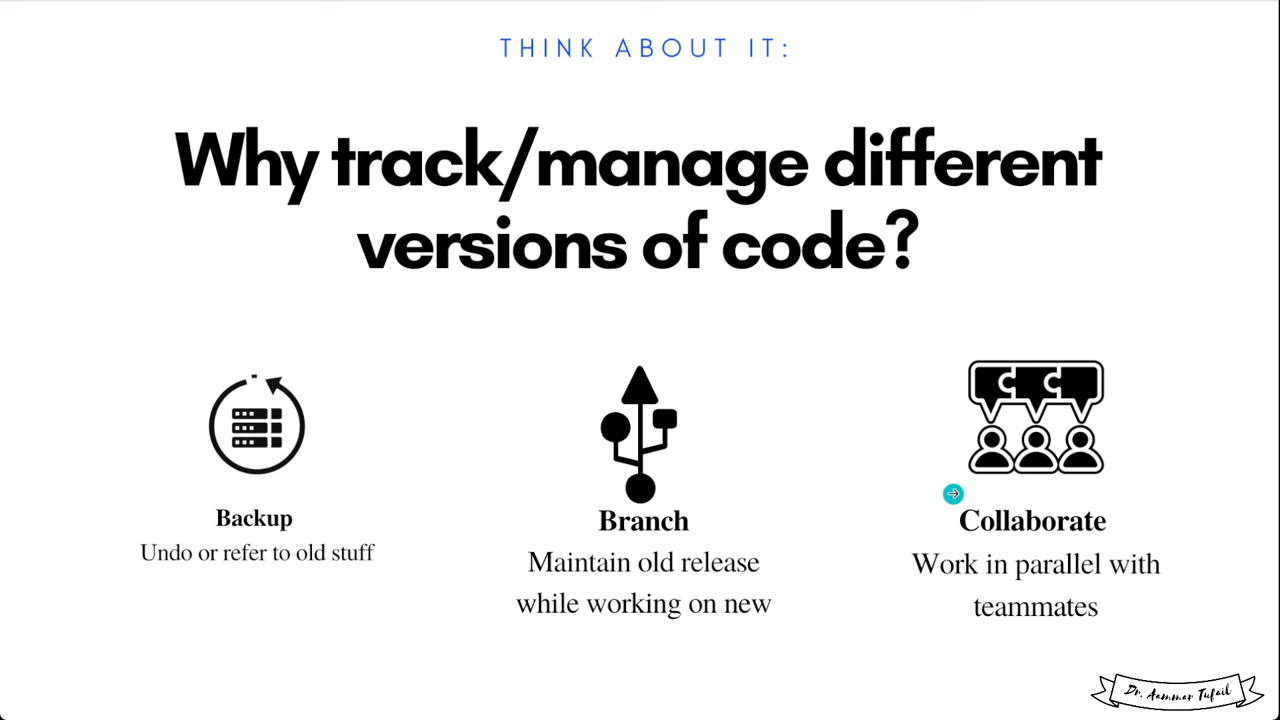 THINK ABOUT IT:
Why track/manage different
versions of code?
Backup
Undo or refer to old stuff
Branch
Maintain old release
while working on new
Collaborate
Work in parallel with
teammates
Dr. Aammar Tufail